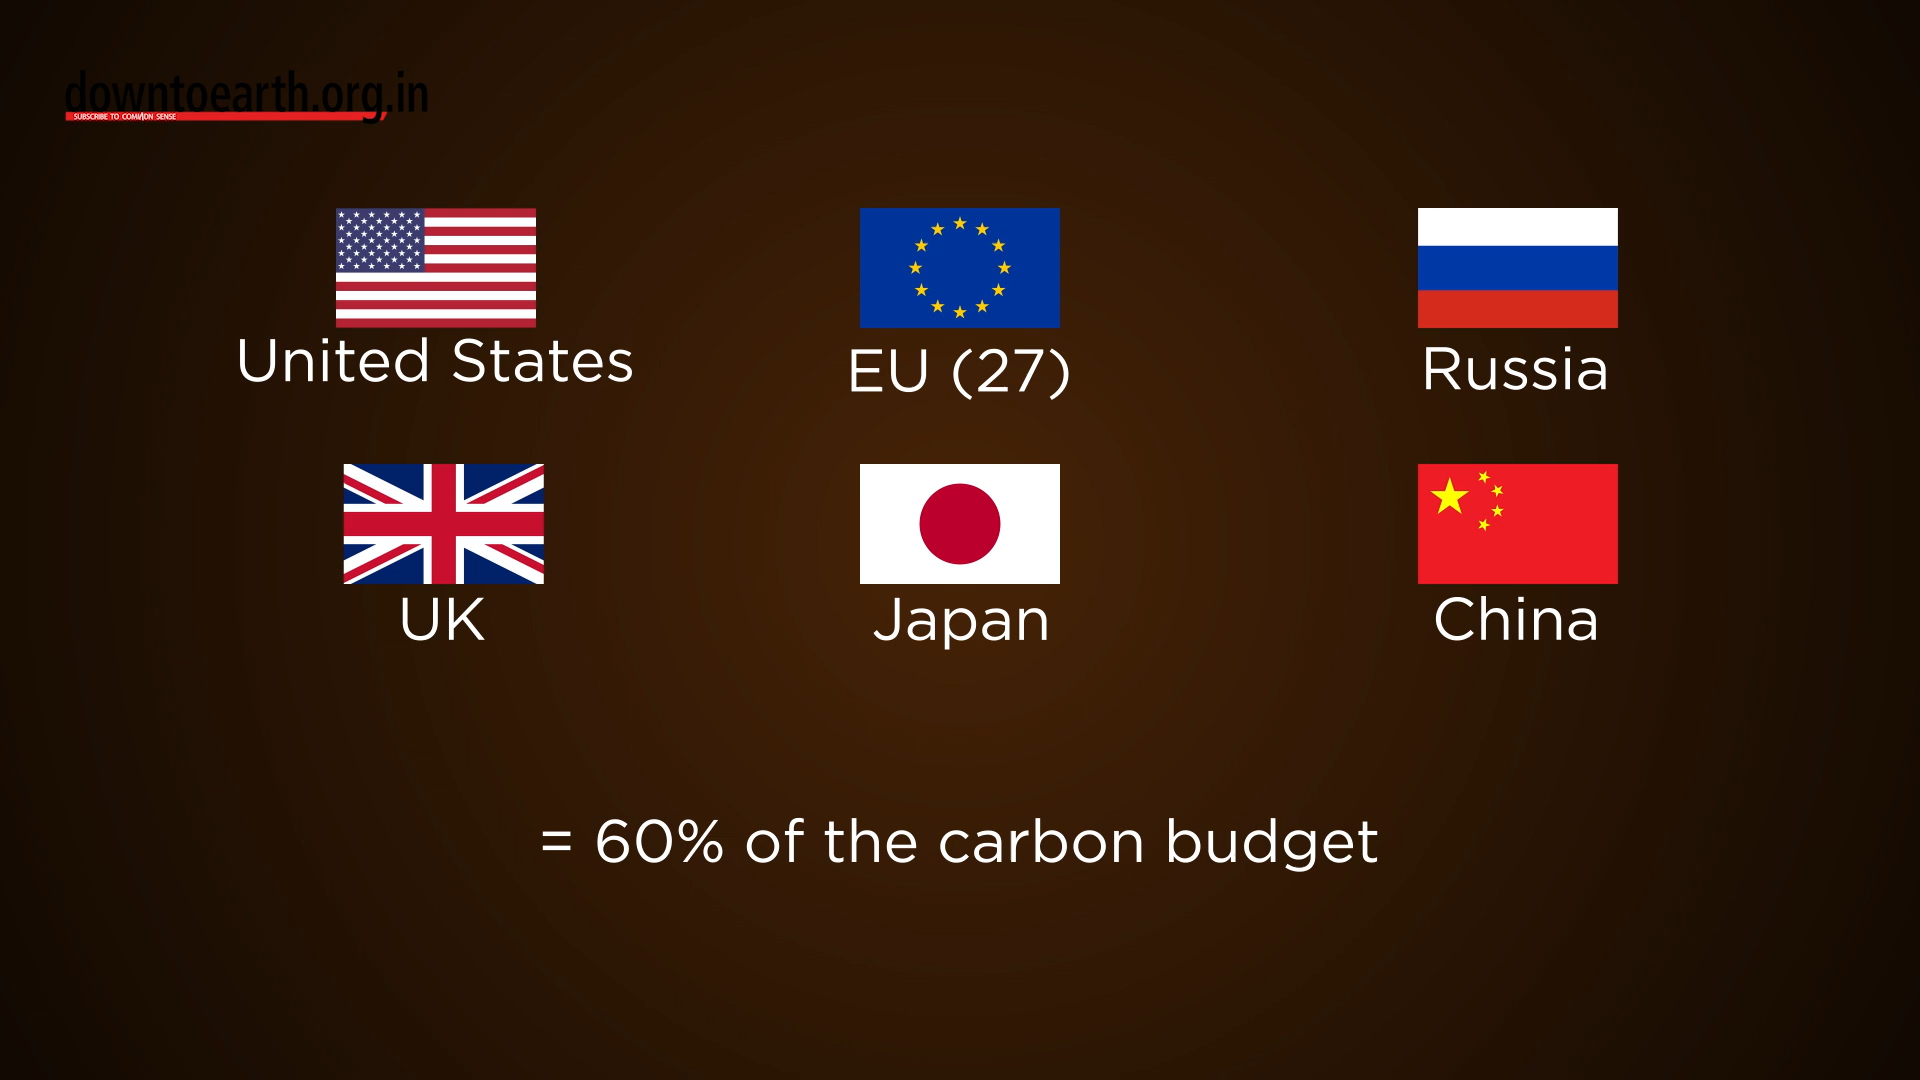 downtoearth.org.in
SUBSCRIBE TO COMMON SENSE
United States
EU (27)
Russia
UK
Japan
China
= 60% of the carbon budget